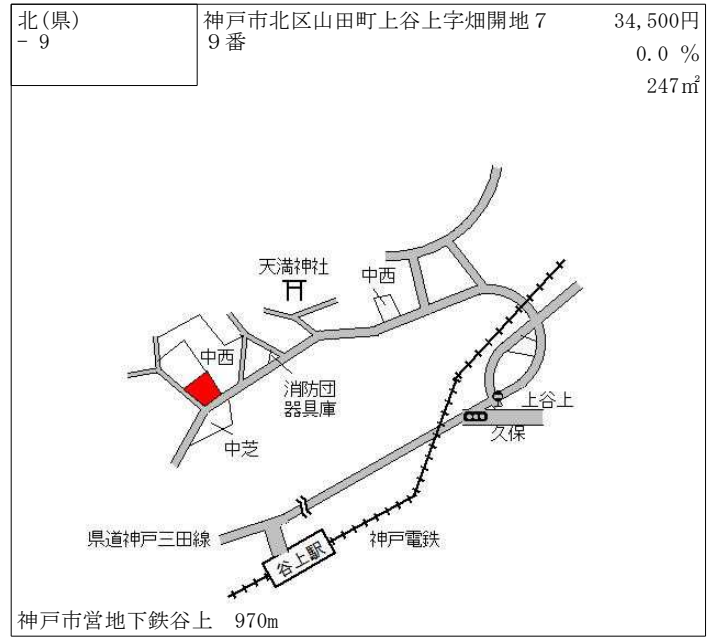 北(県)
- 9
神戸市北区山田町上谷上字畑開地7
9番
34,500円
0.0 %
247㎡
天満神社
中西
中西
消防団
器具庫
上谷上
久保
中芝
県道神戸三田線
谷上駅
神戸電鉄
神戸市営地下鉄谷上 970m